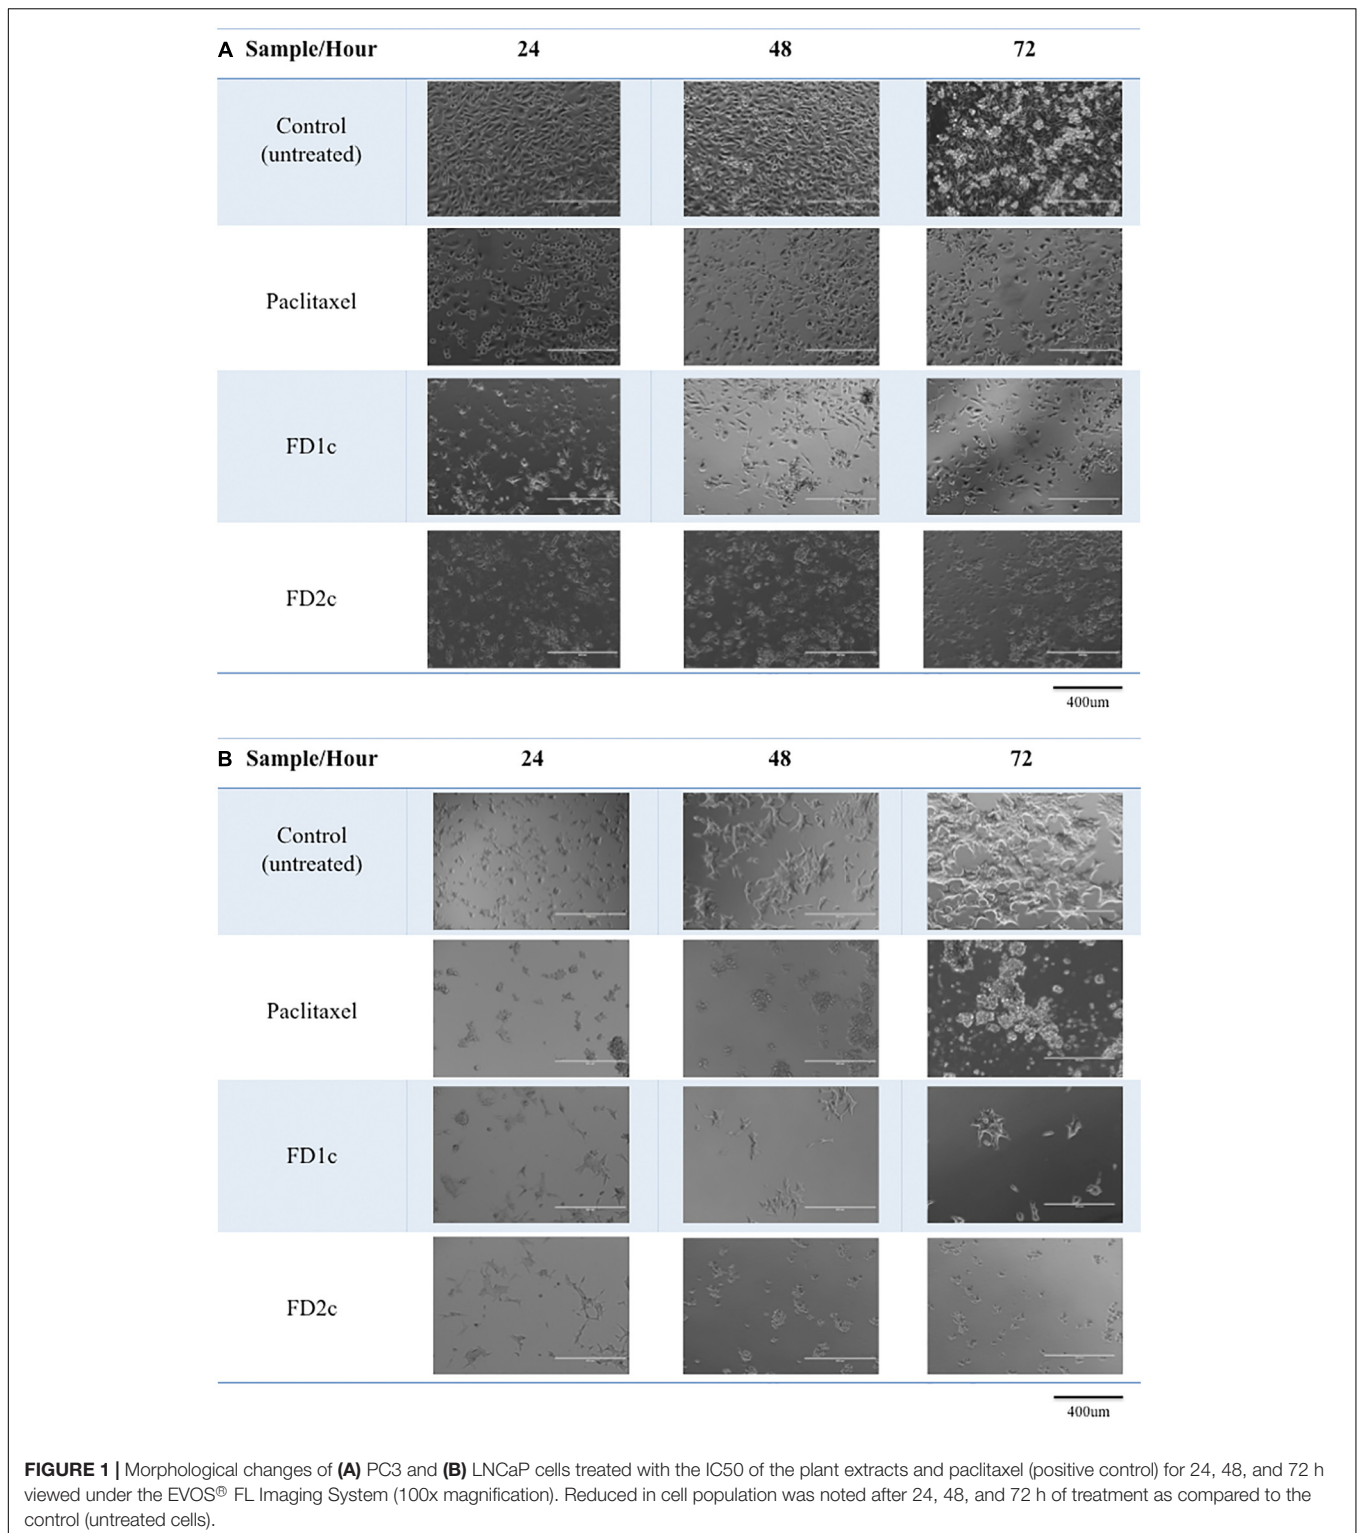 A Sample/Hour 24 48 72
Control
(untreated)
Paclitaxel
FD1c
FD2c
400um
B Sample/Hour 24 48 72
Control
(untreated)
Paclitaxel
FD1c
FD2c
400um
FIGURE 1 | Morphological changes of (A) PC3 and (B) LNCaP cells treated with the IC50 of the plant extracts and paclitaxel (positive control) for 24, 48, and 72 h
viewed under the EVOS® FL Imaging System (100x magnification). Reduced in cell population was noted after 24, 48, and 72 h of treatment as compared to the
control (untreated cells).